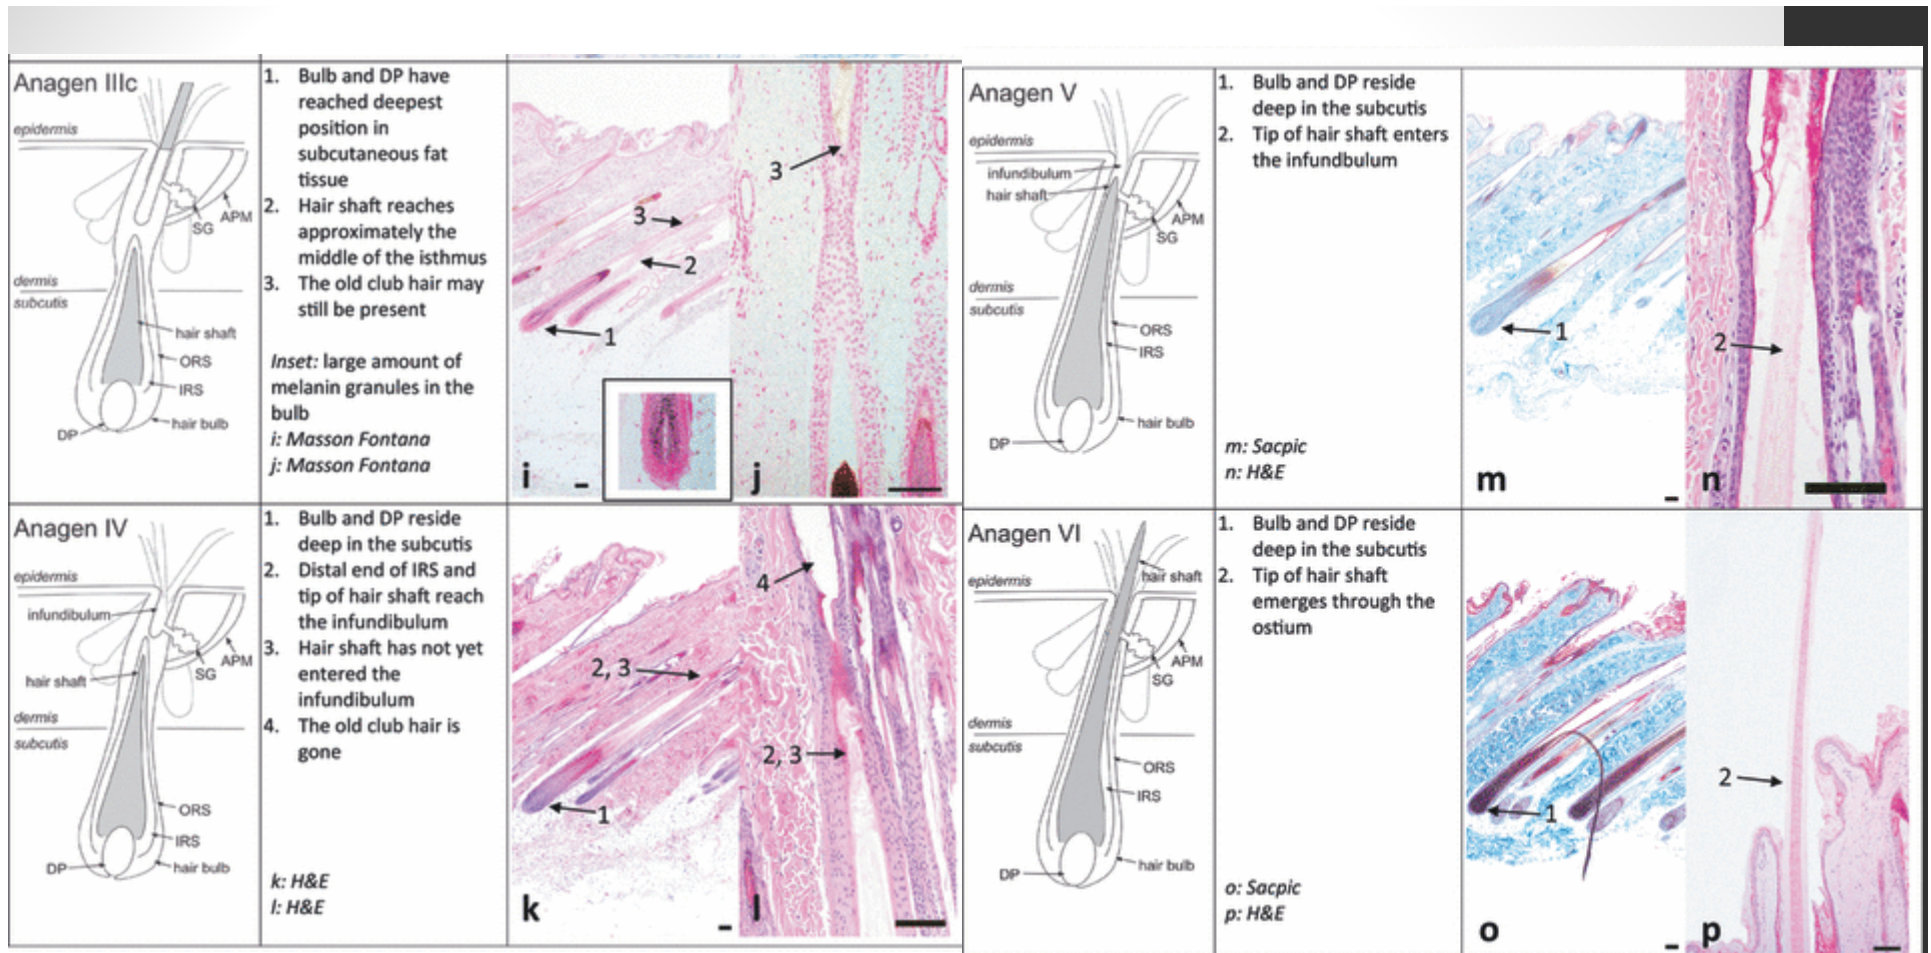 Anagen IIIc
epidermis
APM
SG
dermis
subcutis
hair shaft
ORS
IRS
hair bulb
DP
1. Bulb and DP have
reached deepest
position in
subcutaneous fat
tissue
2. Hair shaft reaches
approximately the
middle of the isthmus
3. The old club hair may
still be present
Inset: large amount of
melanin granules in the
bulb
i: Masson Fontana
j: Masson Fontana
3
2
1
i
3
j
Anagen IV
epidermis
infundibulum
APM
SG
hair shaft
dermis
subcutis
ORS
IRS
DP
hair bulb
1. Bulb and DP reside
deep in the subcutis
2. Distal end of IRS and
tip of hair shaft reach
the infundibulum
3. Hair shaft has not yet
entered the
infundibulum
4. The old club hair is
gone
k: H&E
l: H&E
2, 3
1
k
4
2, 3
l
Anagen V
epidermis
infundibulum
hair shaft
APM
SG
dermis
subcutis
ORS
IRS
hair bulb
DP
1. Bulb and DP reside
deep in the subcutis
2. Tip of hair shaft enters
the infundbulum
m: Sacpic
n: H&E
1
m
2
n
Anagen VI
hair shaft
epidermis
APM
SG
dermis
subcutis
ORS
IRS
hair bulb
DP
1. Bulb and DP reside
deep in the subcutis
2. Tip of hair shaft
emerges through the
ostium
o: Sacpic
p: H&E
1
o
2
p